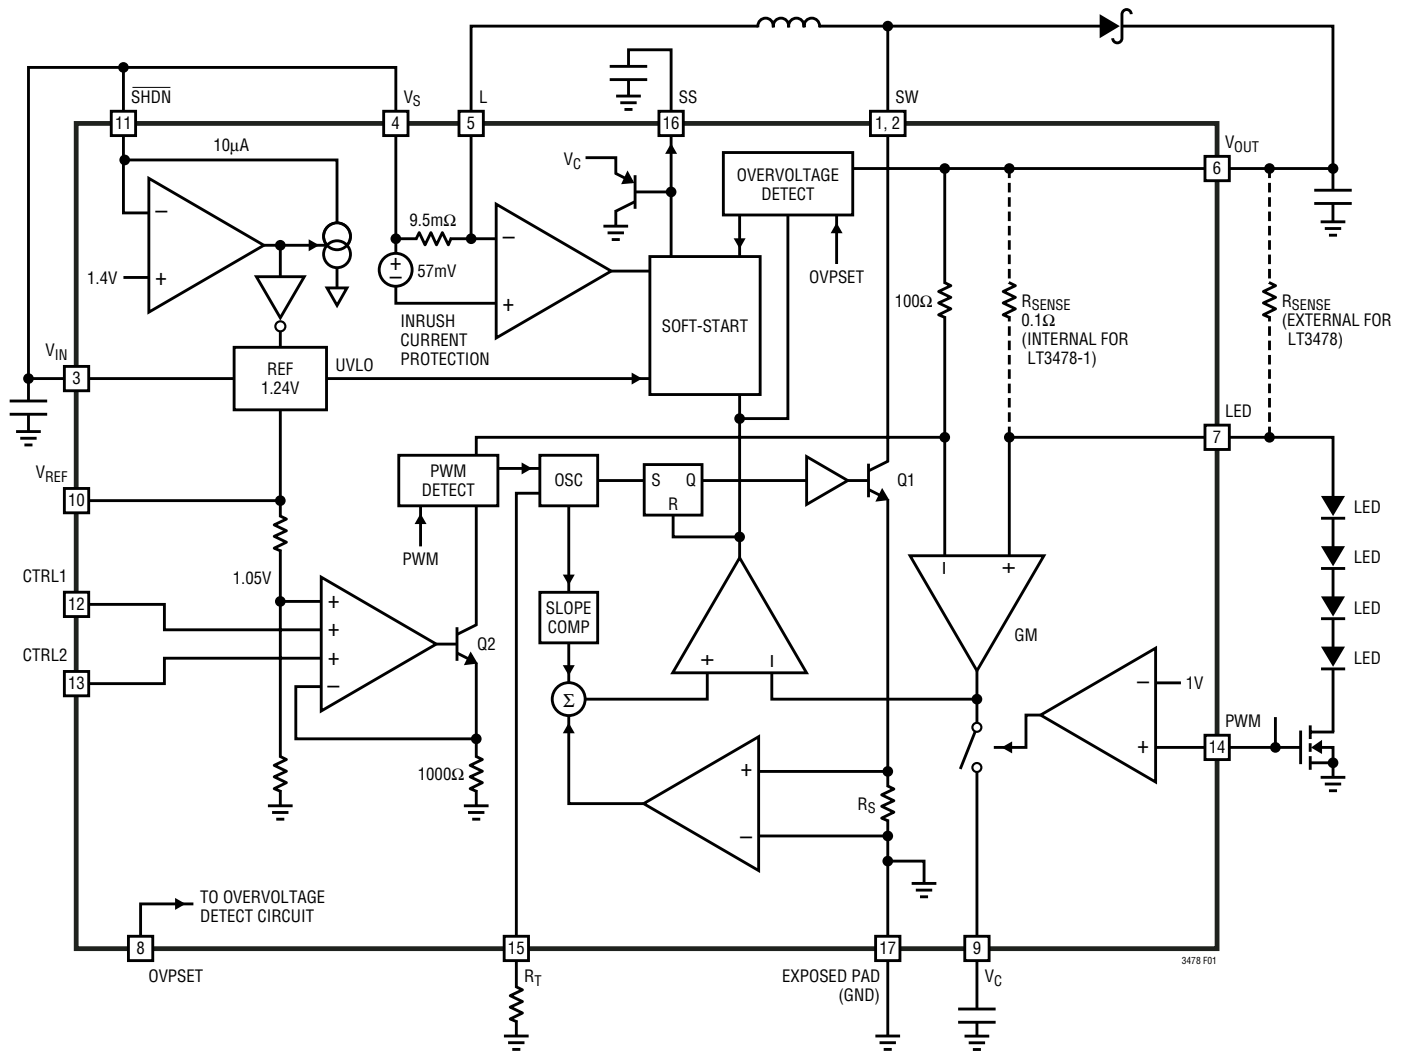 SHDN
VS
L
SS
SW
11
4
5
16
1, 2
VOUT
6
10µA
VC
OVERVOLTAGE
DETECT
9.5mΩ
1.4V
57mV
OVPSET
100Ω
RSENSE
0.1Ω
(INTERNAL FOR
LT3478-1)
RSENSE
(EXTERNAL FOR
LT3478)
INRUSH
CURRENT
PROTECTION
SOFT-START
VIN
3
REF
1.24V
UVLO
LED
7
VREF
10
PWM
DETECT
OSC
S Q
R
Q1
LED
PWM
LED
CTRL1
12
1.05V
SLOPE
COMP
LED
GM
CTRL2
13
Q2
LED
+
+
+
–
Σ
1V
PWM
14
1000Ω
RS
TO OVERVOLTAGE
DETECT CIRCUIT
8
15
17
9
3478 F01
OVPSET
RT
EXPOSED PAD
(GND)
VC